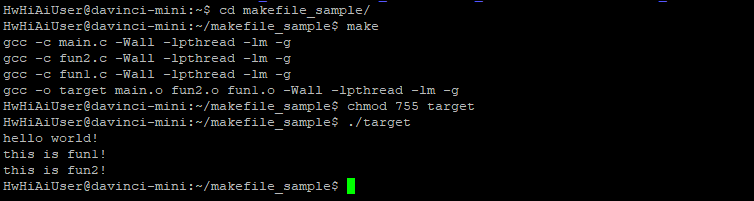 HwHiAiUser@davinci-mini:~$ cd makefile_sample/
HwHiAiUser@davinci-mini:~/makefile_sample$ make
gcc -c main.c -Wall -lpthread -lm -g
gcc -c fun2.c -Wall -lpthread -lm -g
gcc -c fun1.c -Wall -lpthread -lm -g
gcc -o target main.o fun2.o fun1.o -Wall -lpthread -lm -g
HwHiAiUser@davinci-mini:~/makefile_sample$ chmod 755 target
HwHiAiUser@davinci-mini:~/makefile_sample$ ./target
hello world!
this is fun1!
this is fun2!
HwHiAiUser@davinci-mini:~/makefile_sample$